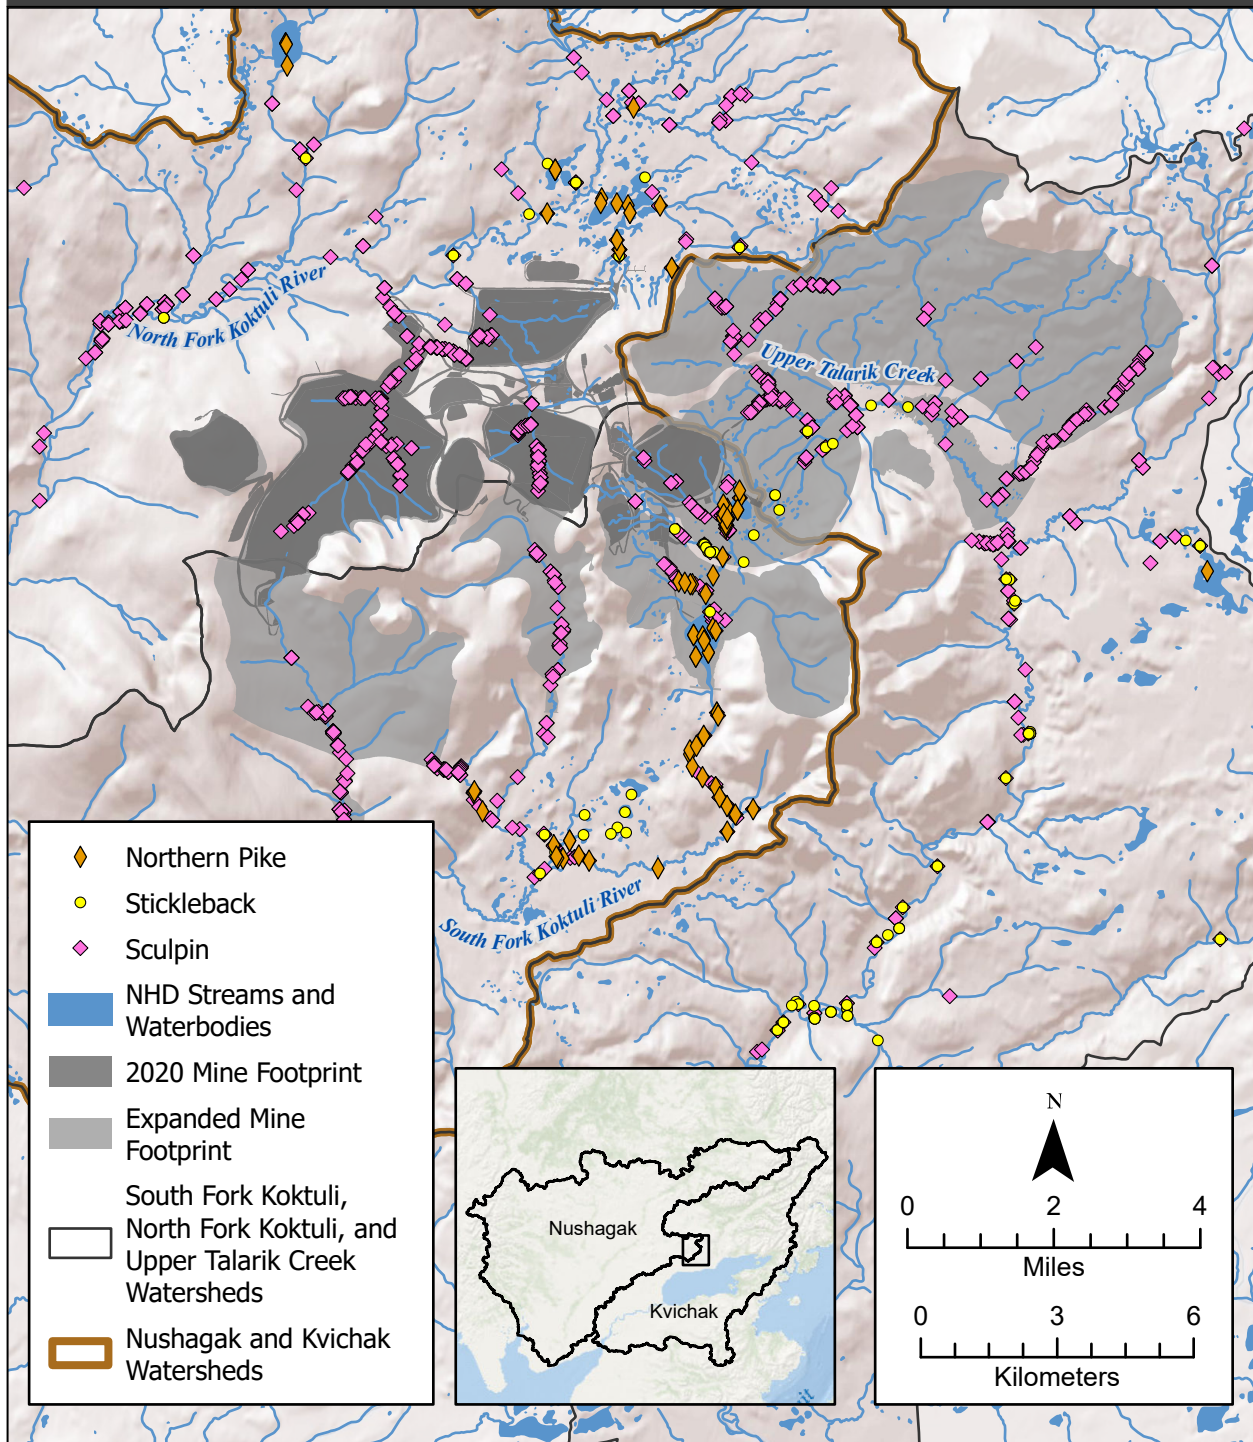 North Fork Koktuli River
Upper Talarik Creek
South Fork Koktuli River
Northern Pike
Stickleback
Sculpin
NHD Streams and
Waterbodies
2020 Mine Footprint
Expanded Mine
Footprint
South Fork Koktuli,
North Fork Koktuli, and
Upper Talarik Creek
Watersheds
Nushagak and Kvichak
Watersheds
Nushagak
Kvichak
N
0 2 4
Miles
0 3 6
Kilometers